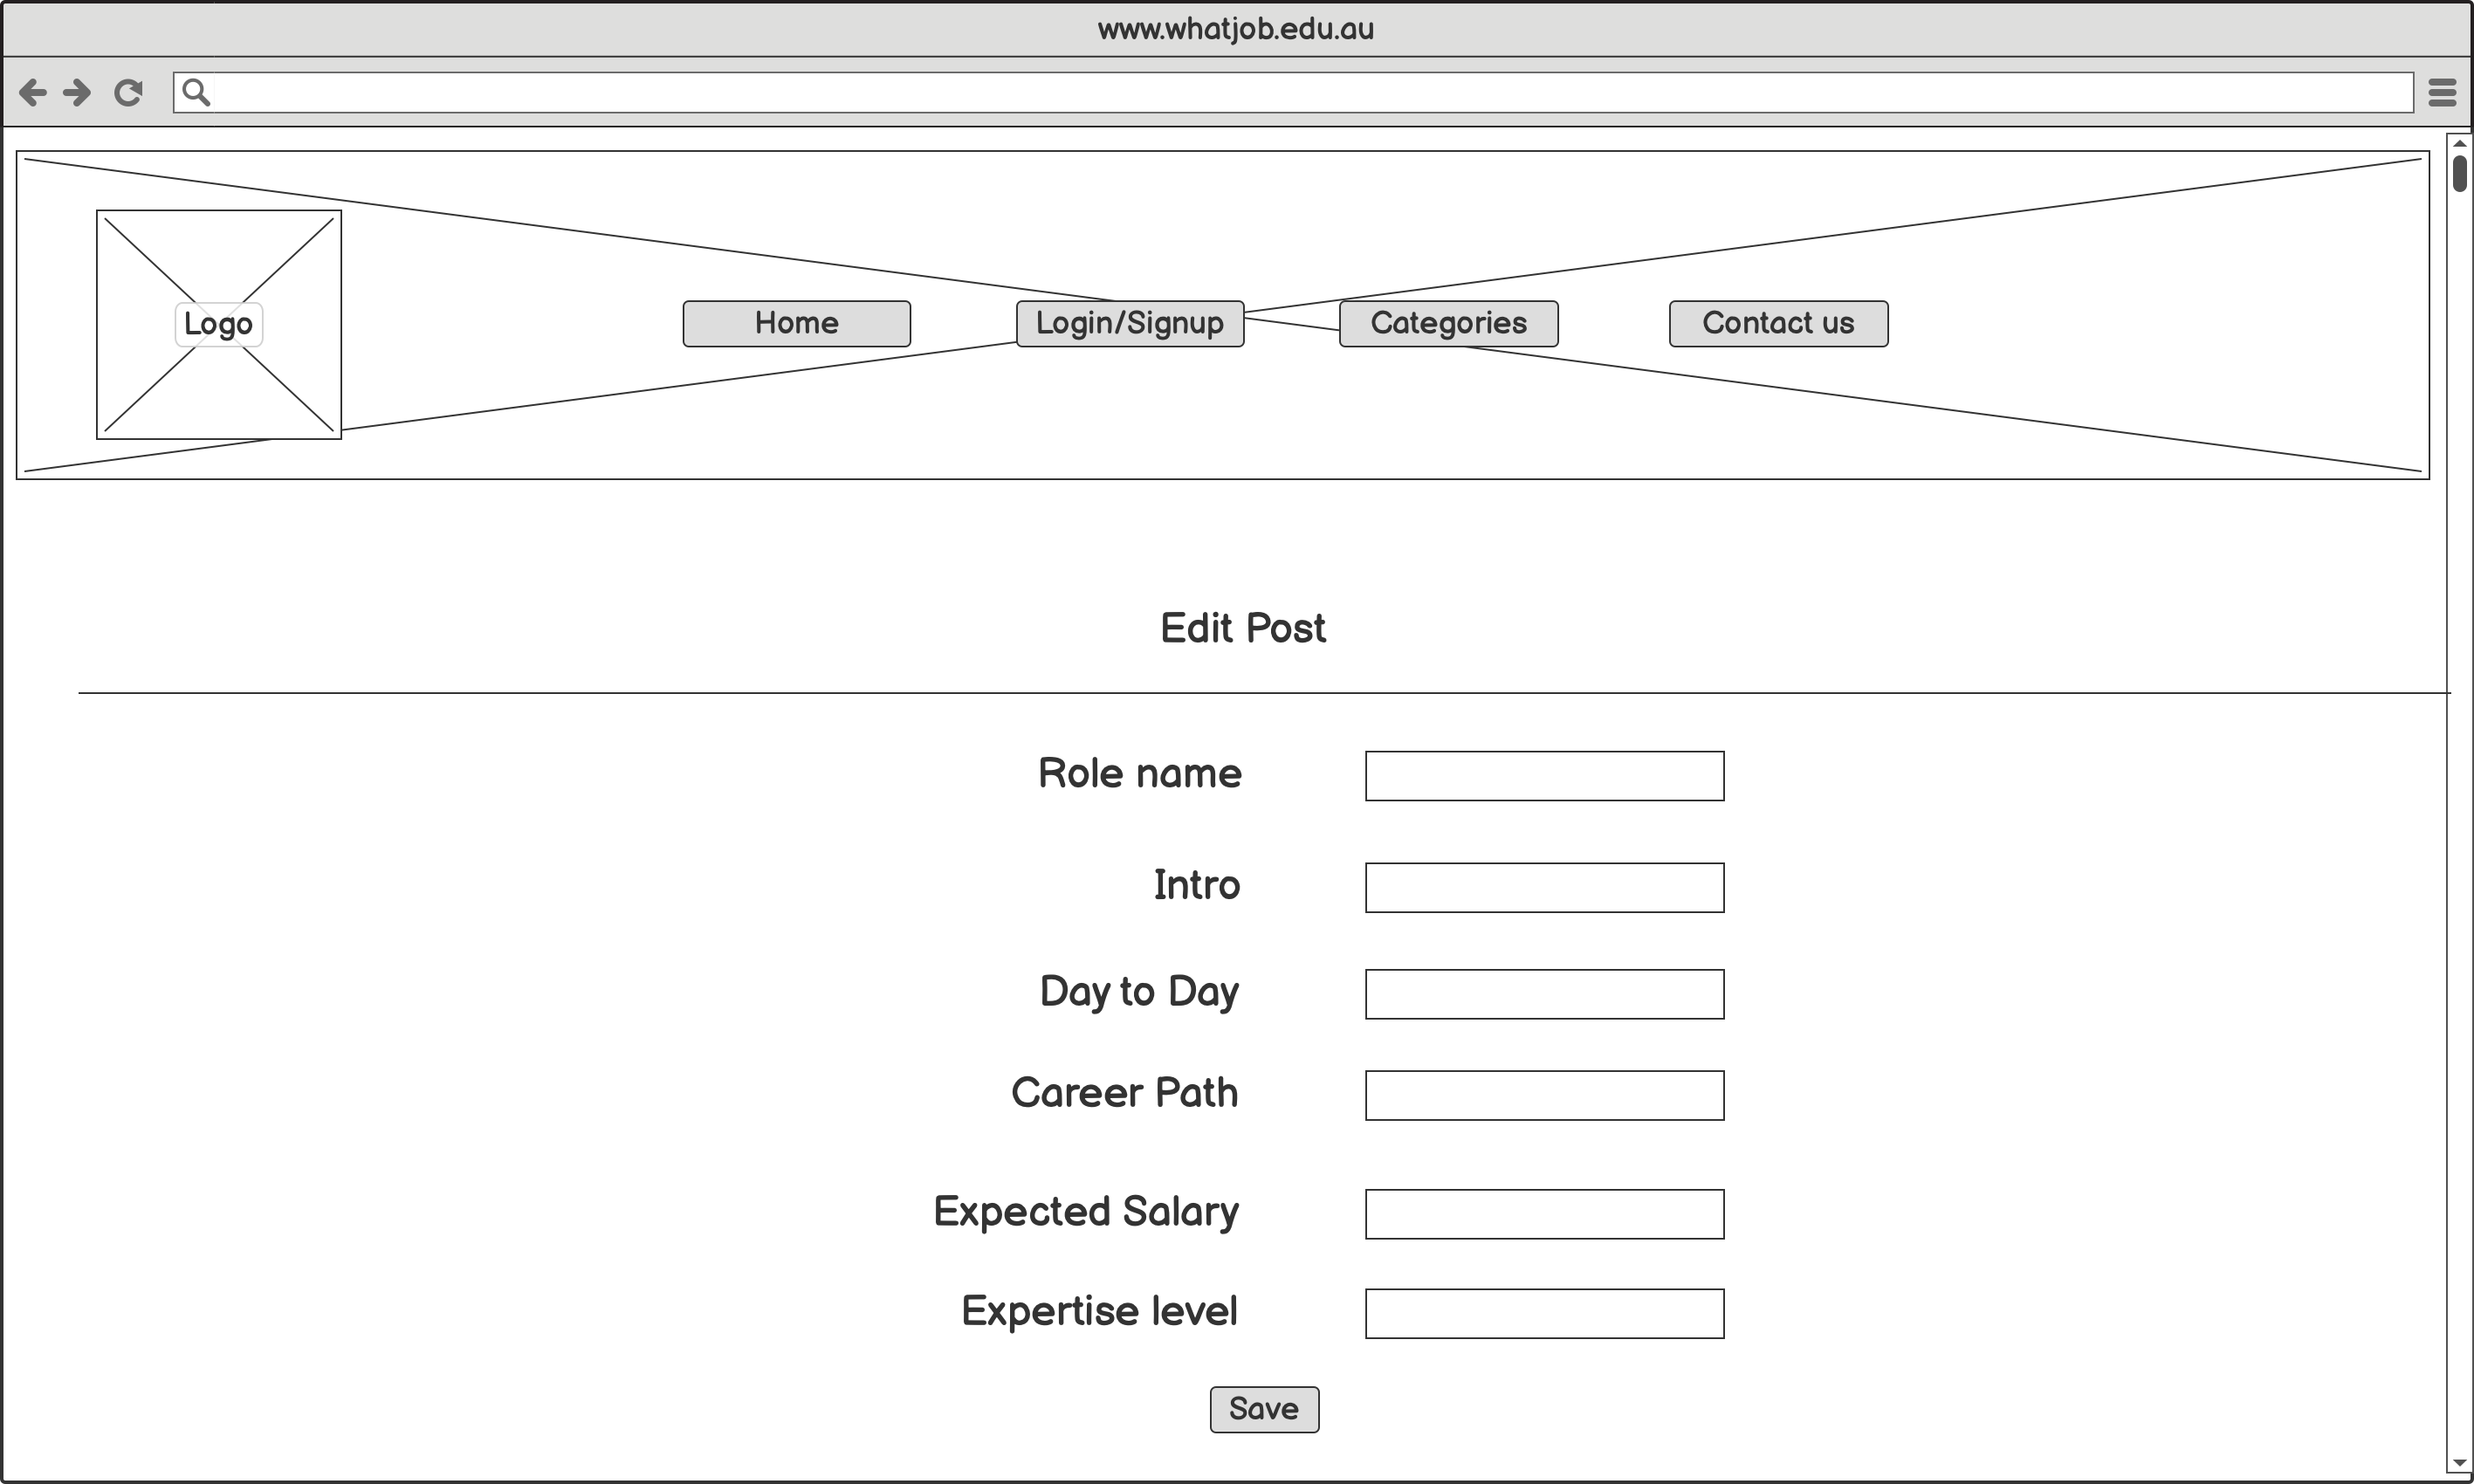 www.whatjob.edu.au
Logo
Home
Login/Signup
Categories
Contact us
Edit Post
Role name
Intro
Day to Day
Career Path
Expected Salary
Expertise level
Save